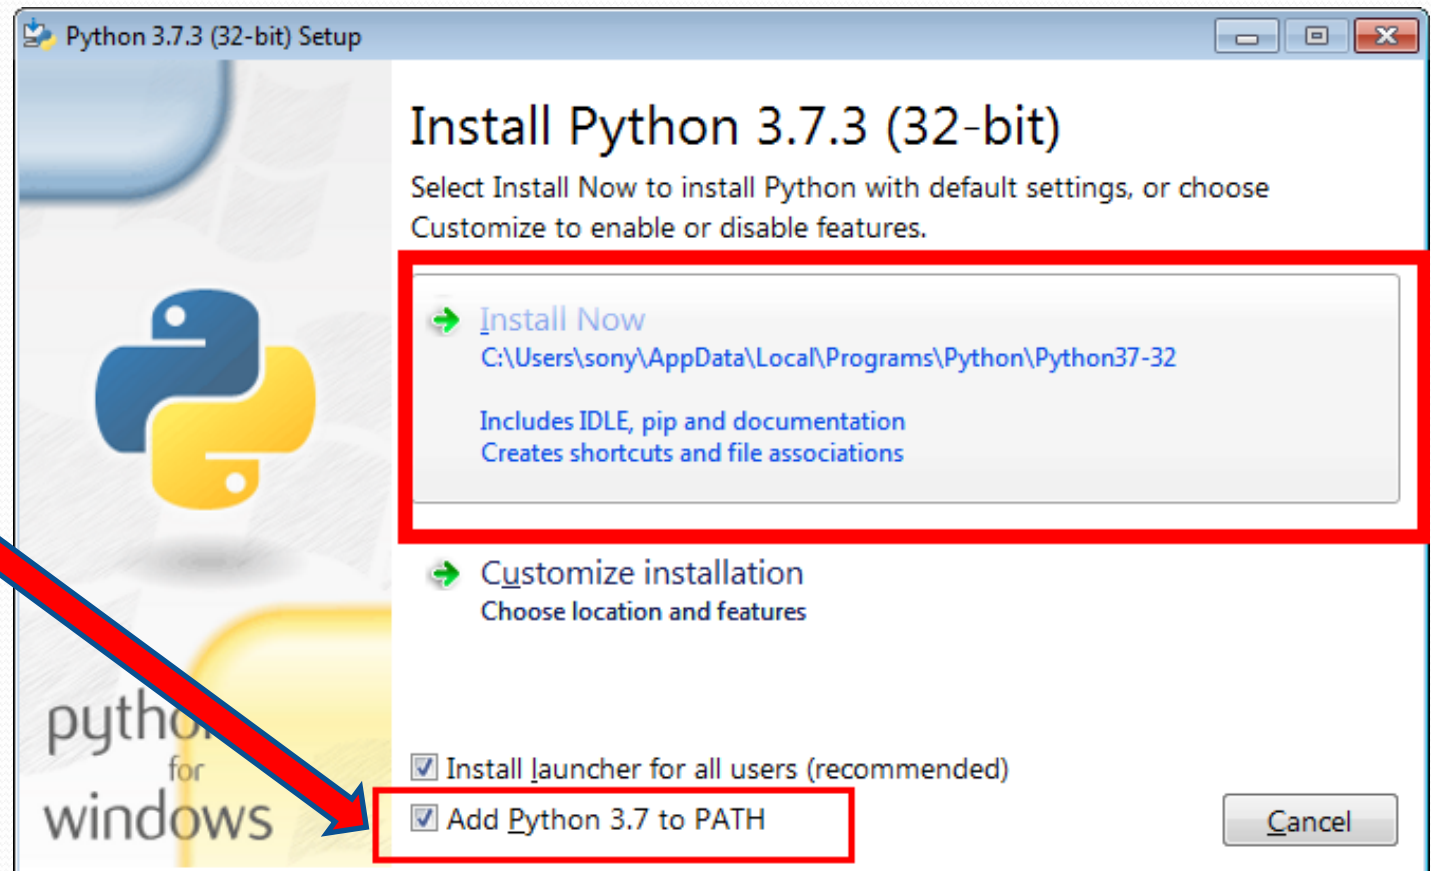 Python 3.7.3 (32-bit) Setup
Install Python 3.7.3 (32-bit)
Select Install Now to install Python with default settings, or choose
Customize to enable or disable features.
Install Now
C:\Users\sony\AppData\Local\Programs\Python\Python37-32
Includes IDLE, pip and documentation
Creates shortcuts and file associations
Customize installation
Choose location and features
python
for
windows
Install launcher for all users (recommended)
Add Python 3.7 to PATH
Cancel